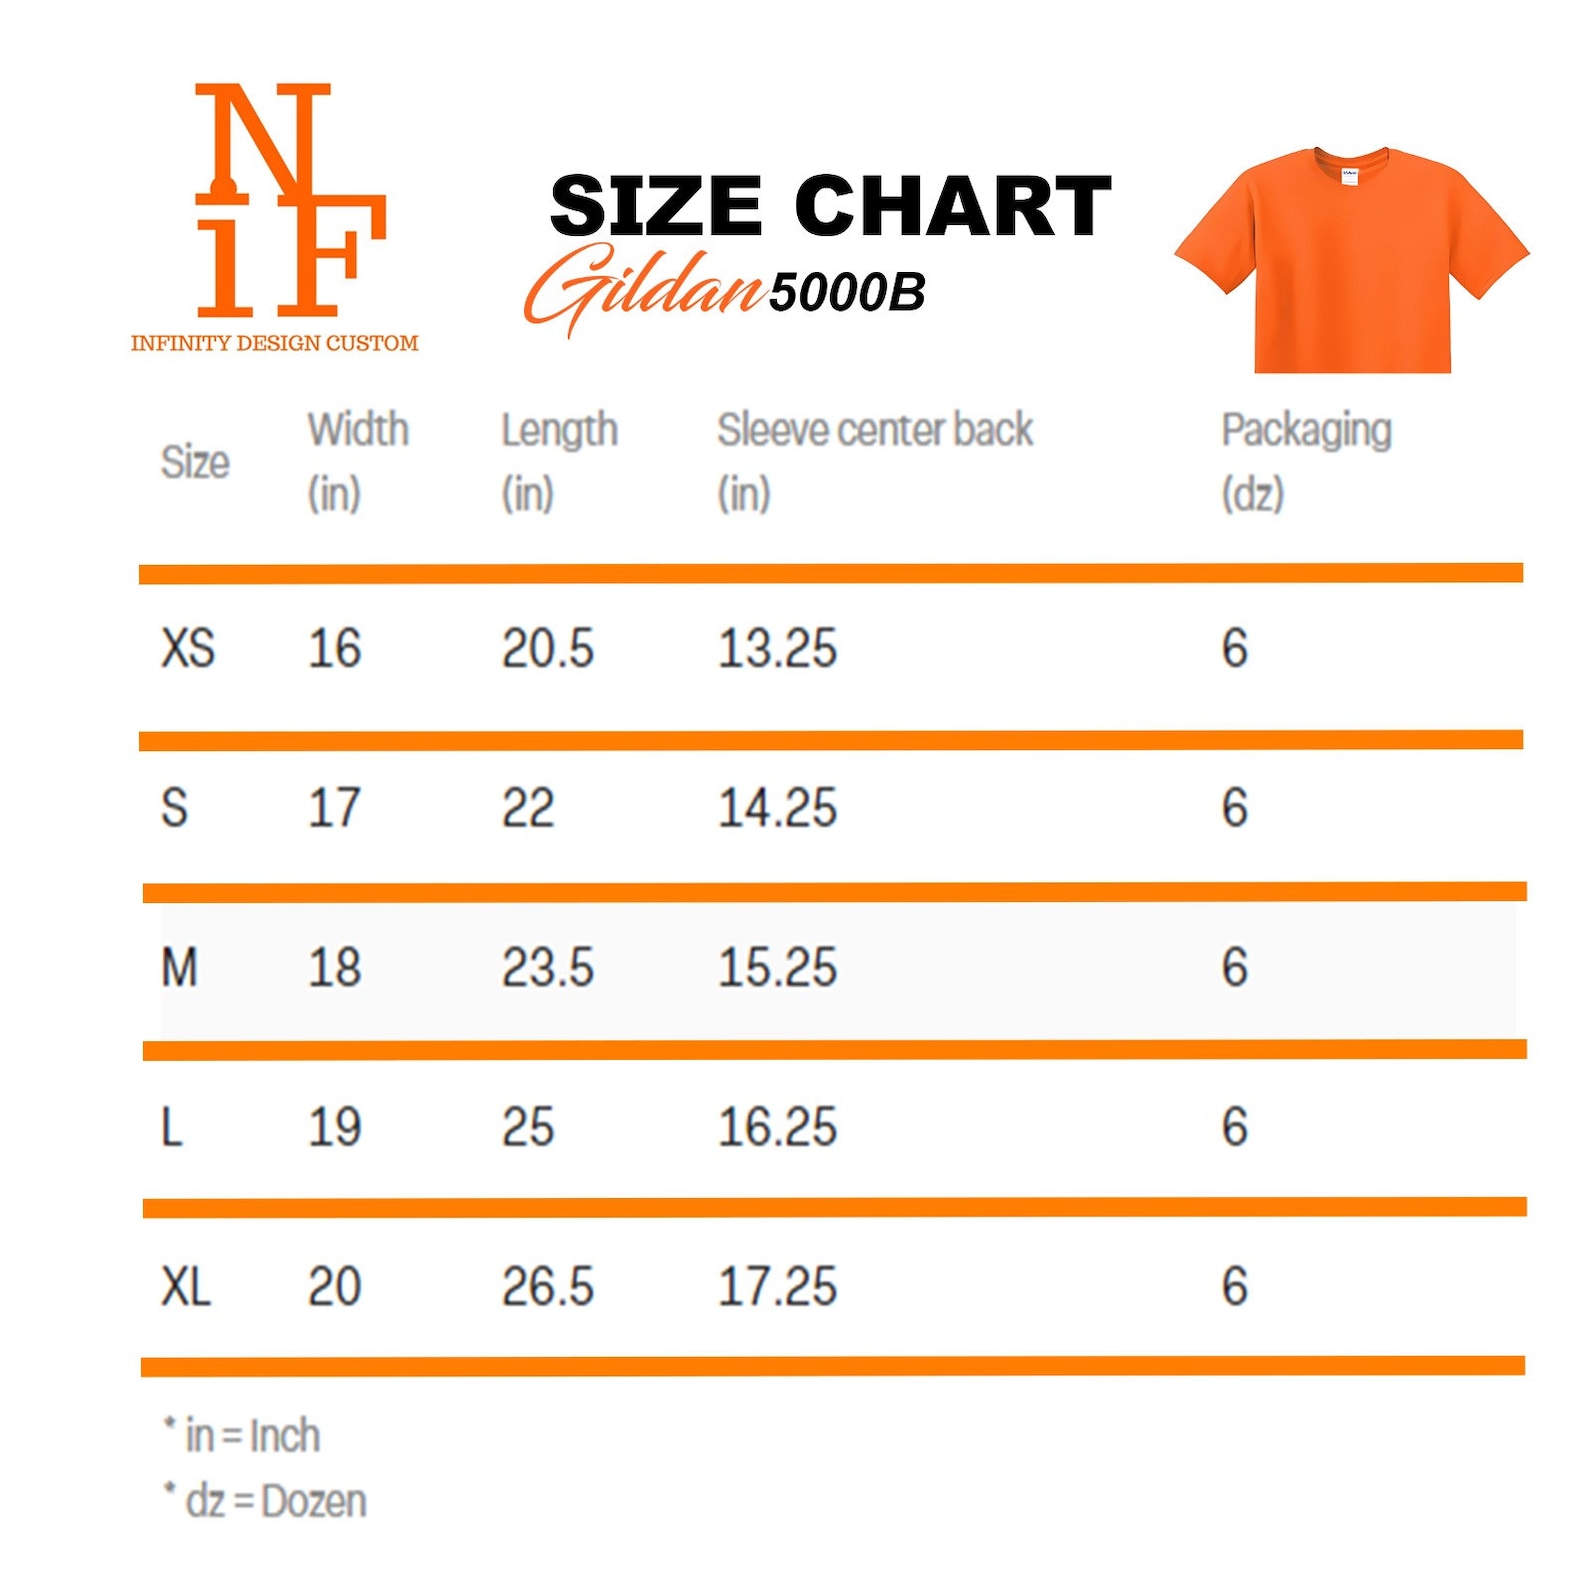 NiF
INFINITY DESIGN CUSTOM
SIZE CHART
Gildan 5000B
Size Width (in) Length (in) Sleeve center back (in) Packaging (dz)
XS 16 20.5 13.25 6
S 17 22 14.25 6
M 18 23.5 15.25 6
L 19 25 16.25 6
XL 20 26.5 17.25 6
* in = Inch
* dz = Dozen